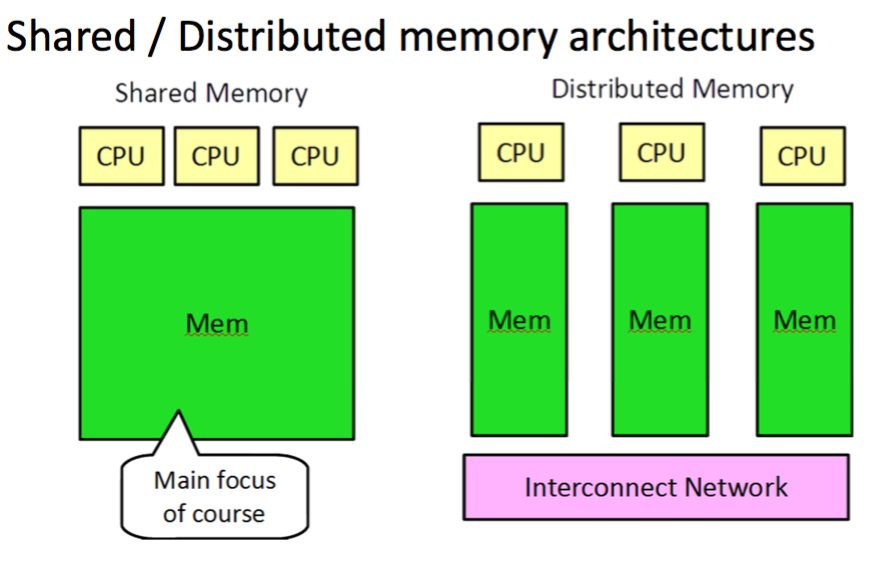 Shared / Distributed memory architectures
Shared Memory
CPU CPU CPU
Mem
Main focus
of course
Distributed Memory
CPU CPU CPU
Mem Mem Mem
Interconnect Network